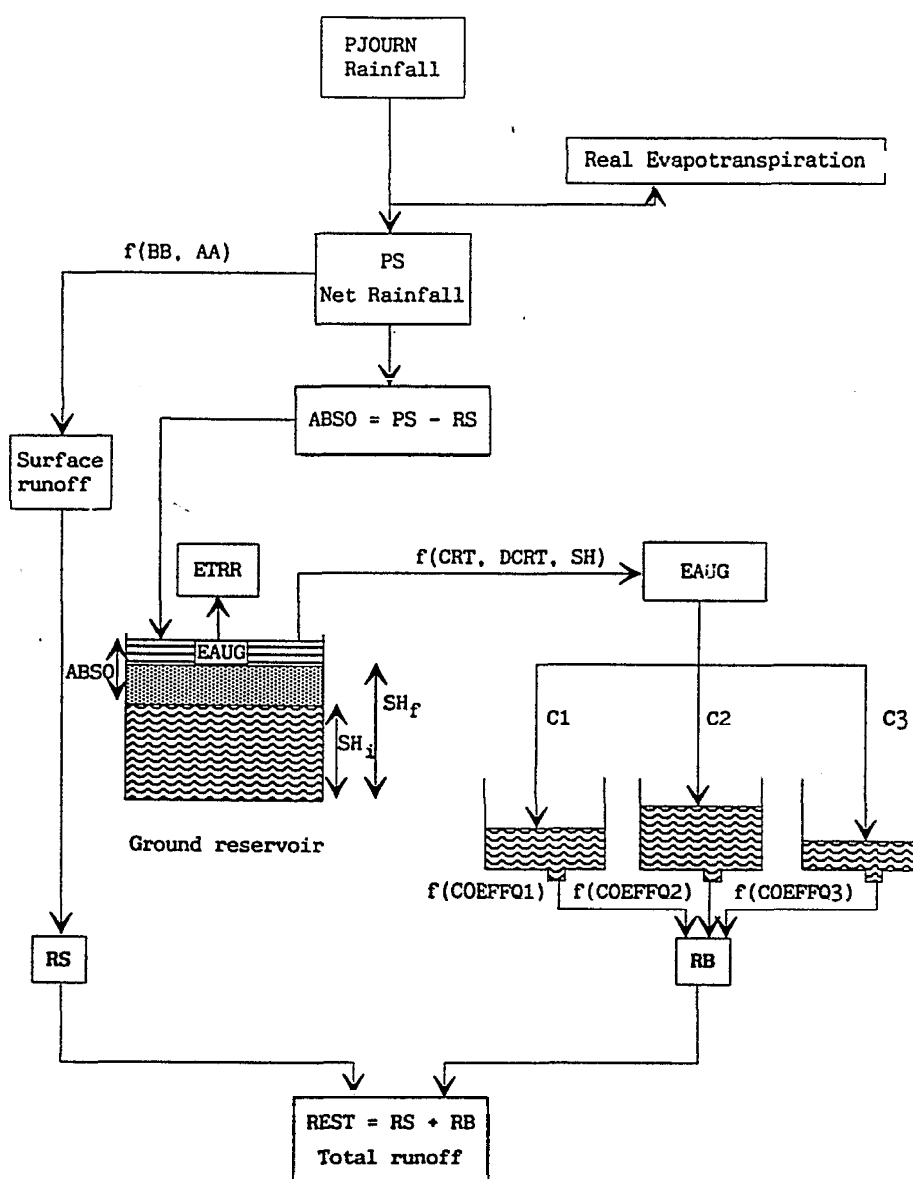 PJOURN
Rainfall
Real Evapotranspiration
f(BB, AA)
PS
Net Rainfall
ABSO = PS - RS
Surface
runoff
ETRR
f(CRT, DCRT, SH)
EAUG
EAUG
ABSO
SHf
SHi
C1
C2
C3
Ground reservoir
f(COEFFQ1)
f(COEFFQ2)
f(COEFFQ3)
RS
RB
REST = RS + RB
Total runoff